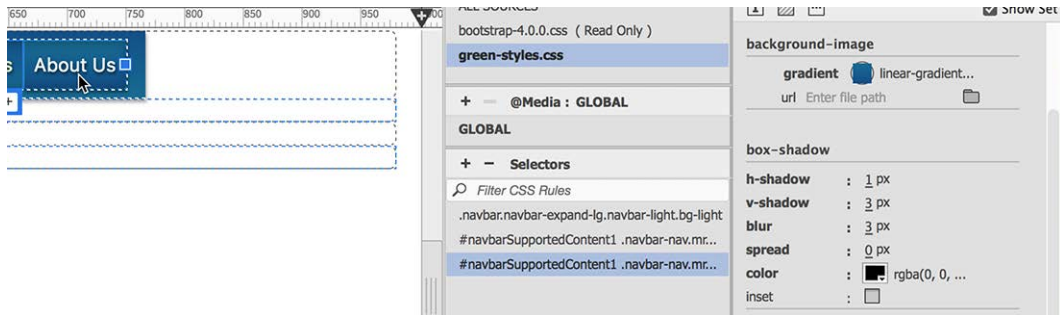 650 700 750 800 850 900 950
s About Us
+
ALL SOURCES
bootstrap-4.0.0.css ( Read Only )
green-styles.css
+ − @Media : GLOBAL
GLOBAL
+ − Selectors
Filter CSS Rules
.navbar.navbar-expand-lg.navbar-light.bg-light
#navbarSupportedContent1 .navbar-nav.mr...
#navbarSupportedContent1 .navbar-nav.mr...
Show Set
background-image
gradient linear-gradient...
url Enter file path
box-shadow
h-shadow : 1 px
v-shadow : 3 px
blur : 3 px
spread : 0 px
color : rgba(0, 0, ...
inset :